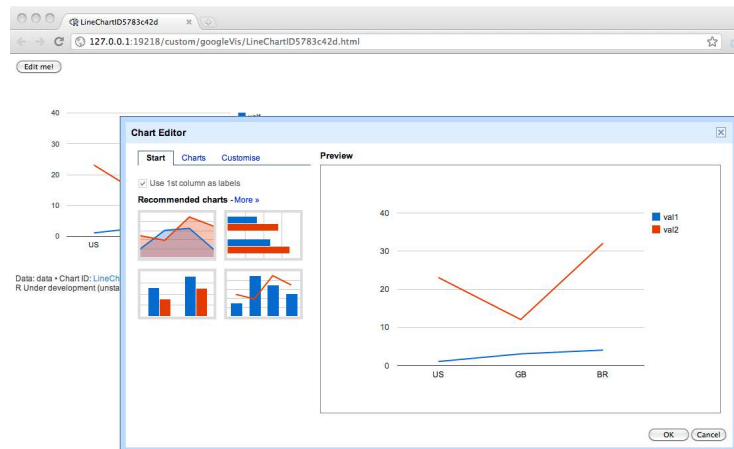 LineChartID5783c42d
127.0.0.1:19218/custom/googleVis/LineChartID5783c42d.html
Edit me!
40
30
20
10
0
US
Data: data • Chart ID: LineCh
R Under development (unsta
Chart Editor
Start Charts Customise
Use 1st column as labels
Recommended charts - More »
Preview
40
30
20
10
0
US GB BR
val1
val2
OK Cancel